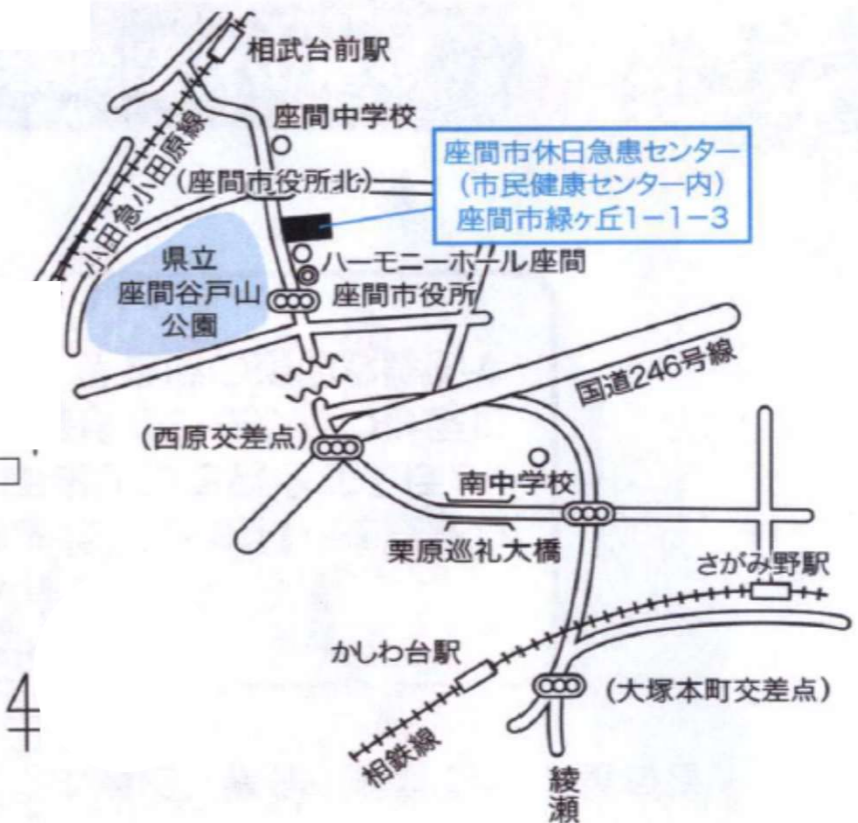 相武台前駅
座間中学校
座間市休日急患センター
(市民健康センター内)
座間市緑ヶ丘1-1-3
(座間市役所北)
小田急小田原線
県立
座間谷戸山
公園
ハーモニーホール座間
座間市役所
国道246号線
(西原交差点)
南中学校
栗原巡礼大橋
さがみ野駅
かしわ台駅
(大塚本町交差点)
相鉄線
綾瀬